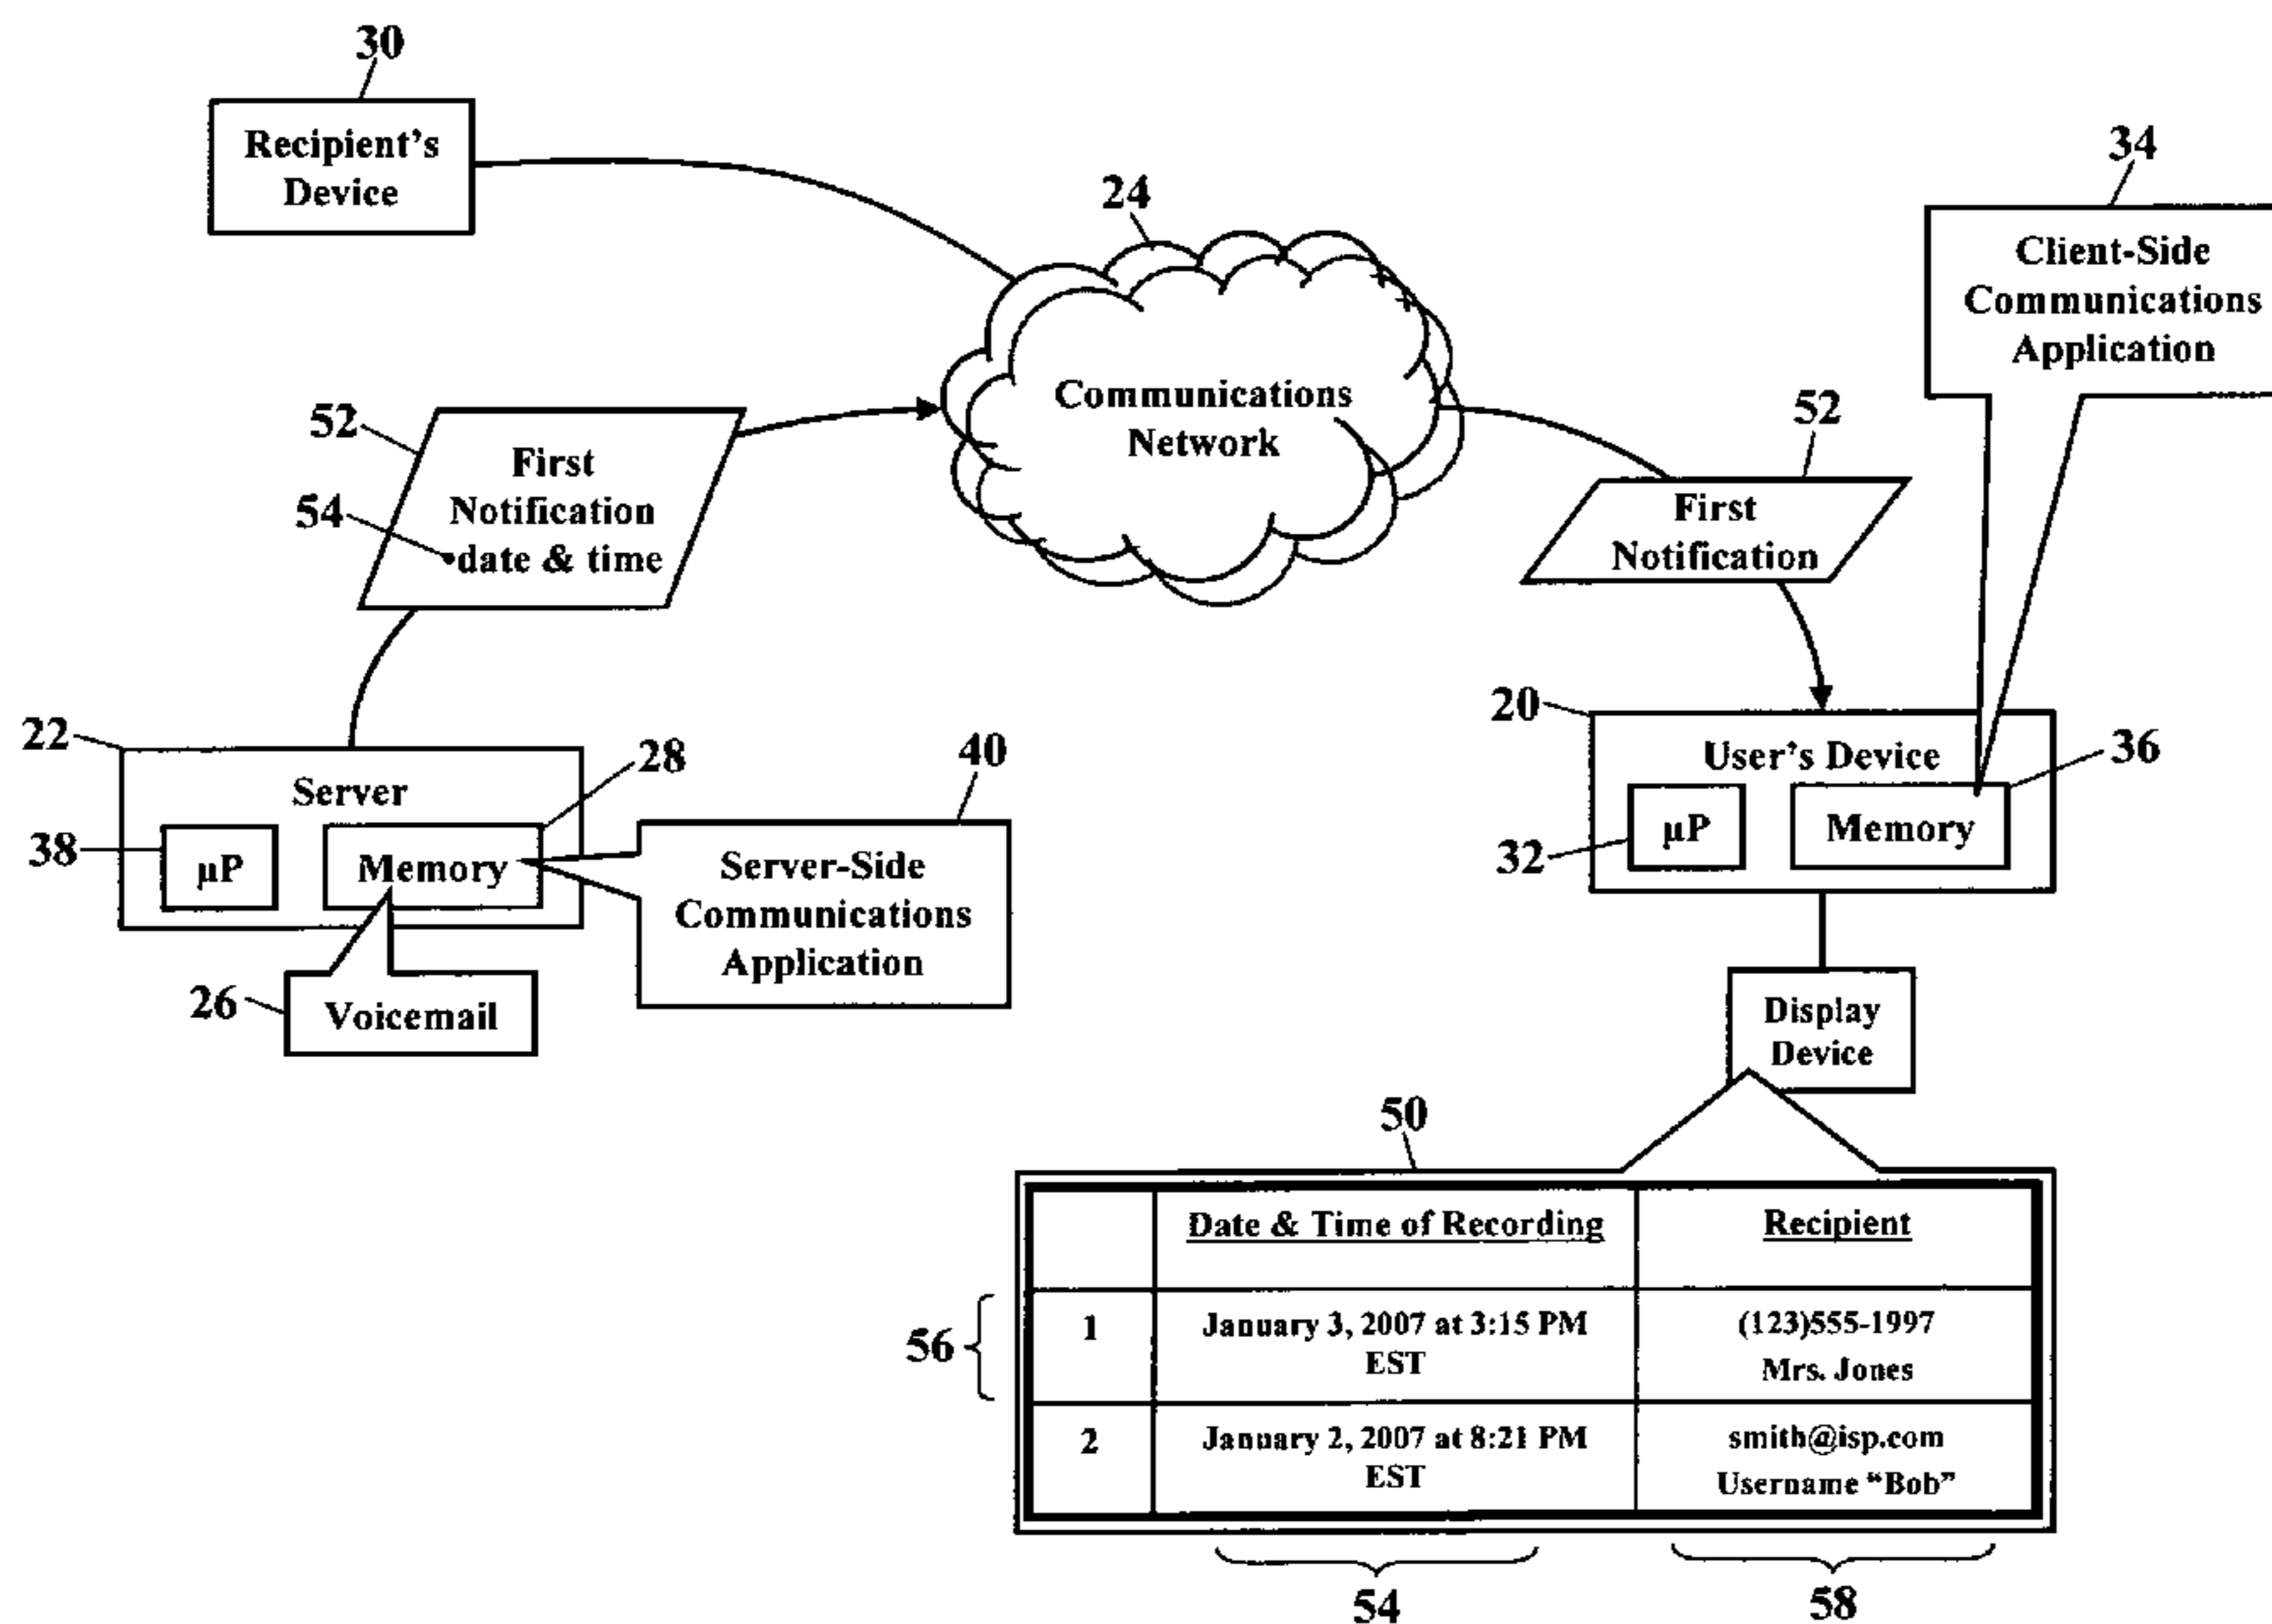 30
Recipient's
Device
34
Client-Side
Communications
Application
24
Communications
Network
52
First
Notification
54
•date & time
52
First
Notification
22
Server
38
µP
28
Memory
40
Server-Side
Communications
Application
26
Voicemail
20
User's Device
36
32
µP
Memory
Display
Device
50
Date & Time of Recording
Recipient
56
1
January 3, 2007 at 3:15 PM
EST
(123)555-1997
Mrs. Jones
2
January 2, 2007 at 8:21 PM
EST
smith@isp.com
Username "Bob"
54
58